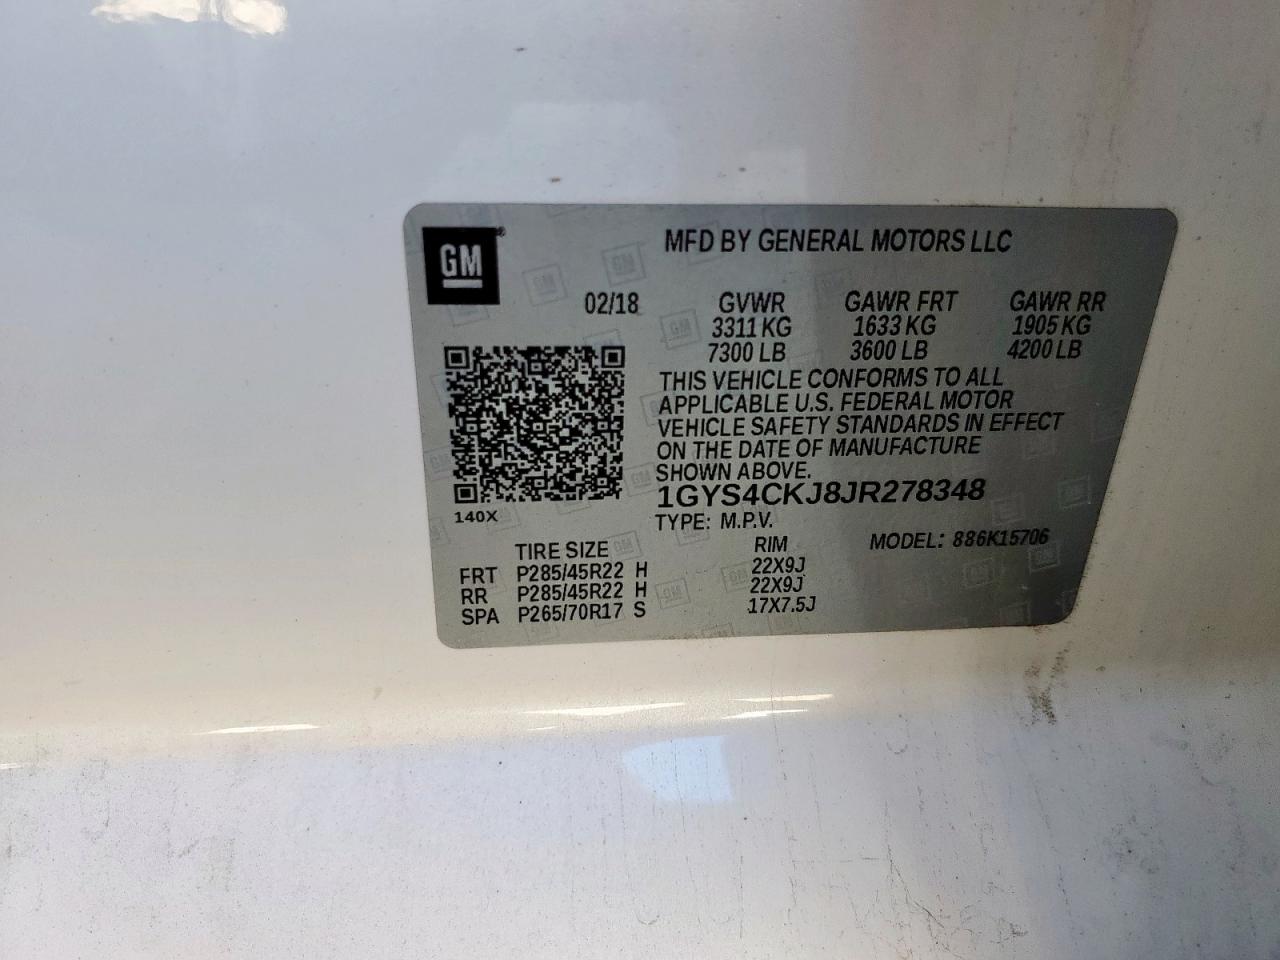 GM®
MFD BY GENERAL MOTORS LLC
02/18 GVWR GAWR FRT GAWR RR
3311 KG 1633 KG 1905 KG
7300 LB 3600 LB 4200 LB
THIS VEHICLE CONFORMS TO ALL
APPLICABLE U.S. FEDERAL MOTOR
VEHICLE SAFETY STANDARDS IN EFFECT
ON THE DATE OF MANUFACTURE
SHOWN ABOVE.
1GYS4CKJ8JR278348
140X
TYPE: M.P.V. MODEL: 886K15706
TIRE SIZE RIM
FRT P285/45R22 H 22X9J
RR P285/45R22 H 22X9J
SPA P265/70R17 S 17X7.5J